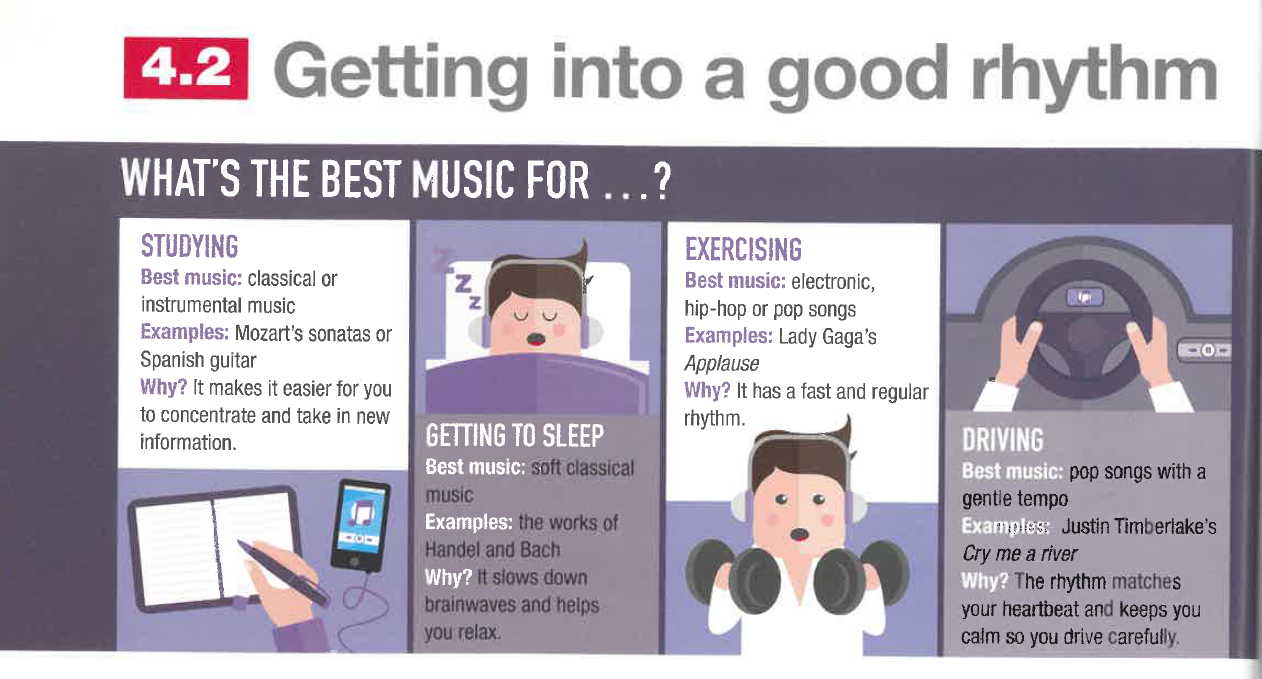 4.2 Getting into a good rhythm
WHAT'S THE BEST MUSIC FOR ...?
STUDYING
Best music: classical or
instrumental music
Examples: Mozart's sonatas or
Spanish guitar
Why? It makes it easier for you
to concentrate and take in new
information.
Z
Z
Z
GETTING TO SLEEP
Best music: soft classical
music
Examples: the works of
Handel and Bach
Why? It slows down
brainwaves and helps
you relax.
EXERCISING
Best music: electronic,
hip-hop or pop songs
Examples: Lady Gaga's
Applause
Why? It has a fast and regular
rhythm.
DRIVING
Best music: pop songs with a
gentle tempo
Examples: Justin Timberlake's
Cry me a river
Why? The rhythm matches
your heartbeat and keeps you
calm so you drive carefully.